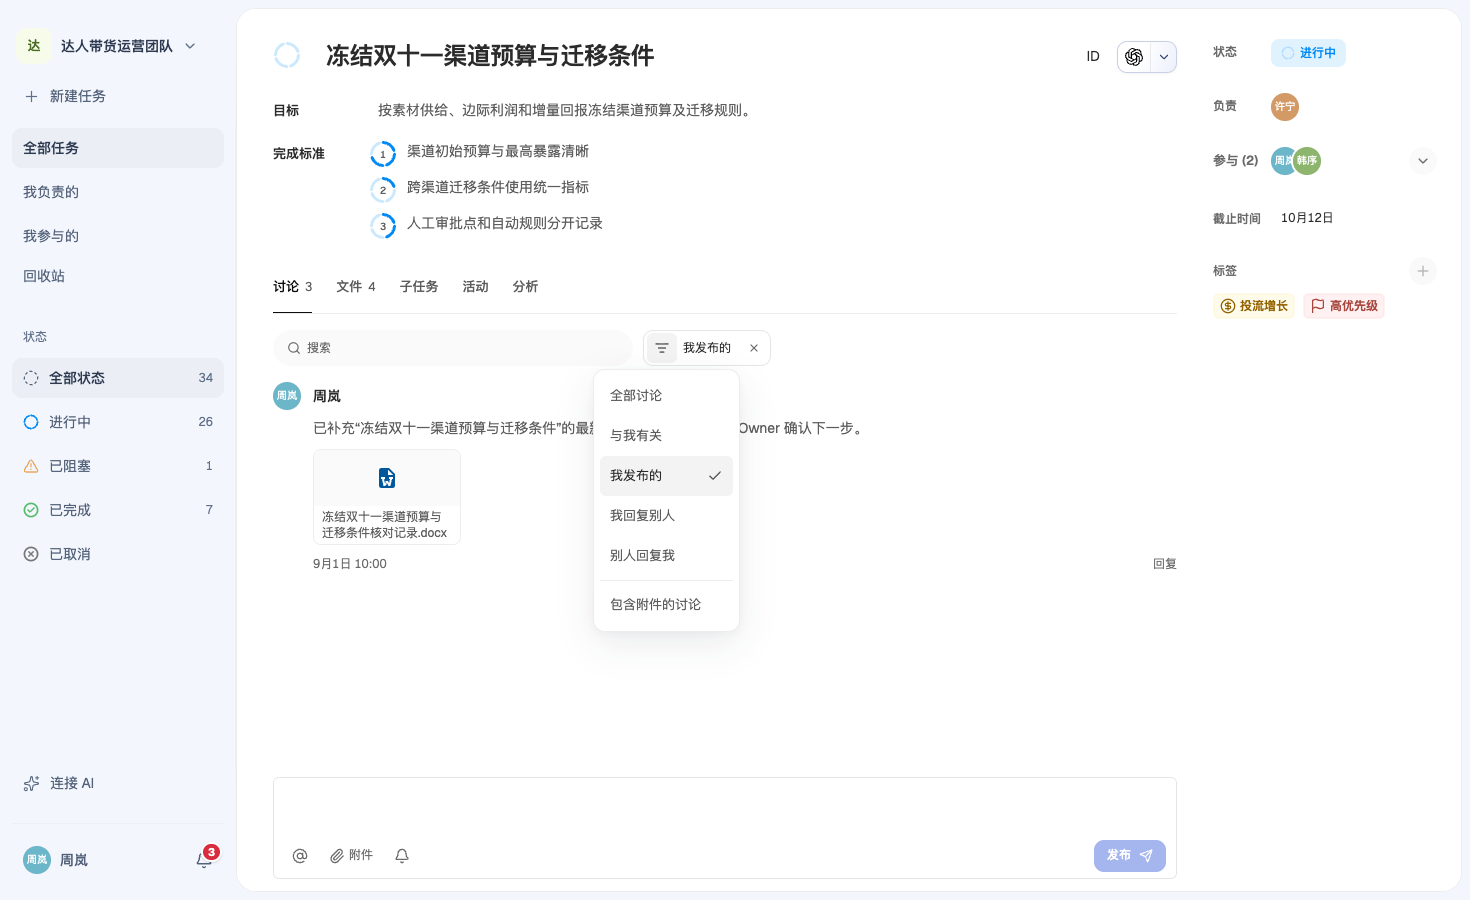 达 达人带货运营团队
新建任务
全部任务
我负责的
我参与的
回收站
状态
全部状态 34
进行中 26
已阻塞 1
已完成 7
已取消
连接 AI
周岚 周岚 3
冻结双十一渠道预算与迁移条件
ID
目标 按素材供给、边际利润和增量回报冻结渠道预算及迁移规则。
完成标准
1 渠道初始预算与最高暴露清晰
2 跨渠道迁移条件使用统一指标
3 人工审批点和自动规则分开记录
讨论 3 文件 4 子任务 活动 分析
搜索
我发布的
周岚 周岚
已补充“冻结双十一渠道预算与迁移条件”的最
Owner 确认下一步。
冻结双十一渠道预算与
迁移条件核对记录.docx
9月1日 10:00
回复
全部讨论
与我有关
我发布的
我回复别人
别人回复我
包含附件的讨论
附件
发布
状态 进行中
负责 许宁
参与 (2) 周岚 韩序
截止时间 10月12日
标签
投流增长 高优先级